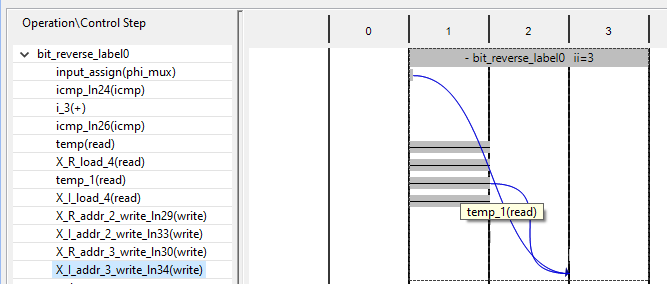 Operation\Control Step
0 1 2 3
bit_reverse_label0
- bit_reverse_label0 ii=3
input_assign(phi_mux)
icmp_ln24(icmp)
i_3(+)
icmp_ln26(icmp)
temp(read)
X_R_load_4(read)
temp_1(read)
X_I_load_4(read)
temp_1(read)
X_R_addr_2_write_ln29(write)
X_I_addr_2_write_ln33(write)
X_R_addr_3_write_ln30(write)
X_I_addr_3_write_ln34(write)